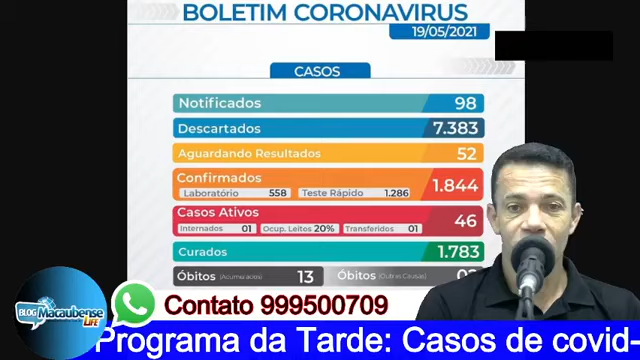 BOLETIM CORONAVIRUS
19/05/2021
CASOS
Notificados 98
Descartados 7.383
Aguardando Resultados 52
Confirmados 1.844
Laboratório 558 Teste Rápido 1.286
Casos Ativos 46
Internados 01 Ocup. Leitos 20% Transferidos 01
Curados 1.783
Óbitos (Acumulados) 13 Óbitos (Outras Causas)
BLOG Macaubense LIFE
Contato 999500709
Programa da Tarde: Casos de covid-